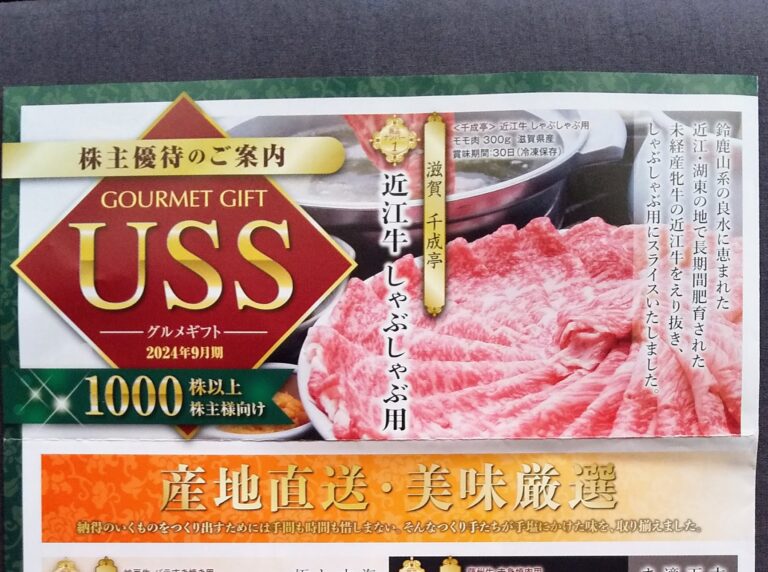 株主優待のご案内
GOURMET GIFT
USS
グルメギフト
2024年9月期
1000株以上
株主様向け
1
滋賀 千成亭
近江牛 しゃぶしゃぶ用
<千成亭> 近江牛 しゃぶしゃぶ用
モモ肉 300g 滋賀県産
賞味期間:30日(冷凍保存)
鈴鹿山系の良水に恵まれた
近江・湖東の地で長期間肥育された
未経産牝牛の近江牛をえり抜き、
しゃぶしゃぶ用にスライスいたしました。
産地直送・美味厳選
納得のいくものをつくり出すためには手間も時間も惜しまない。そんなつくり手たちが手塩にかけた味を、取り揃えました。